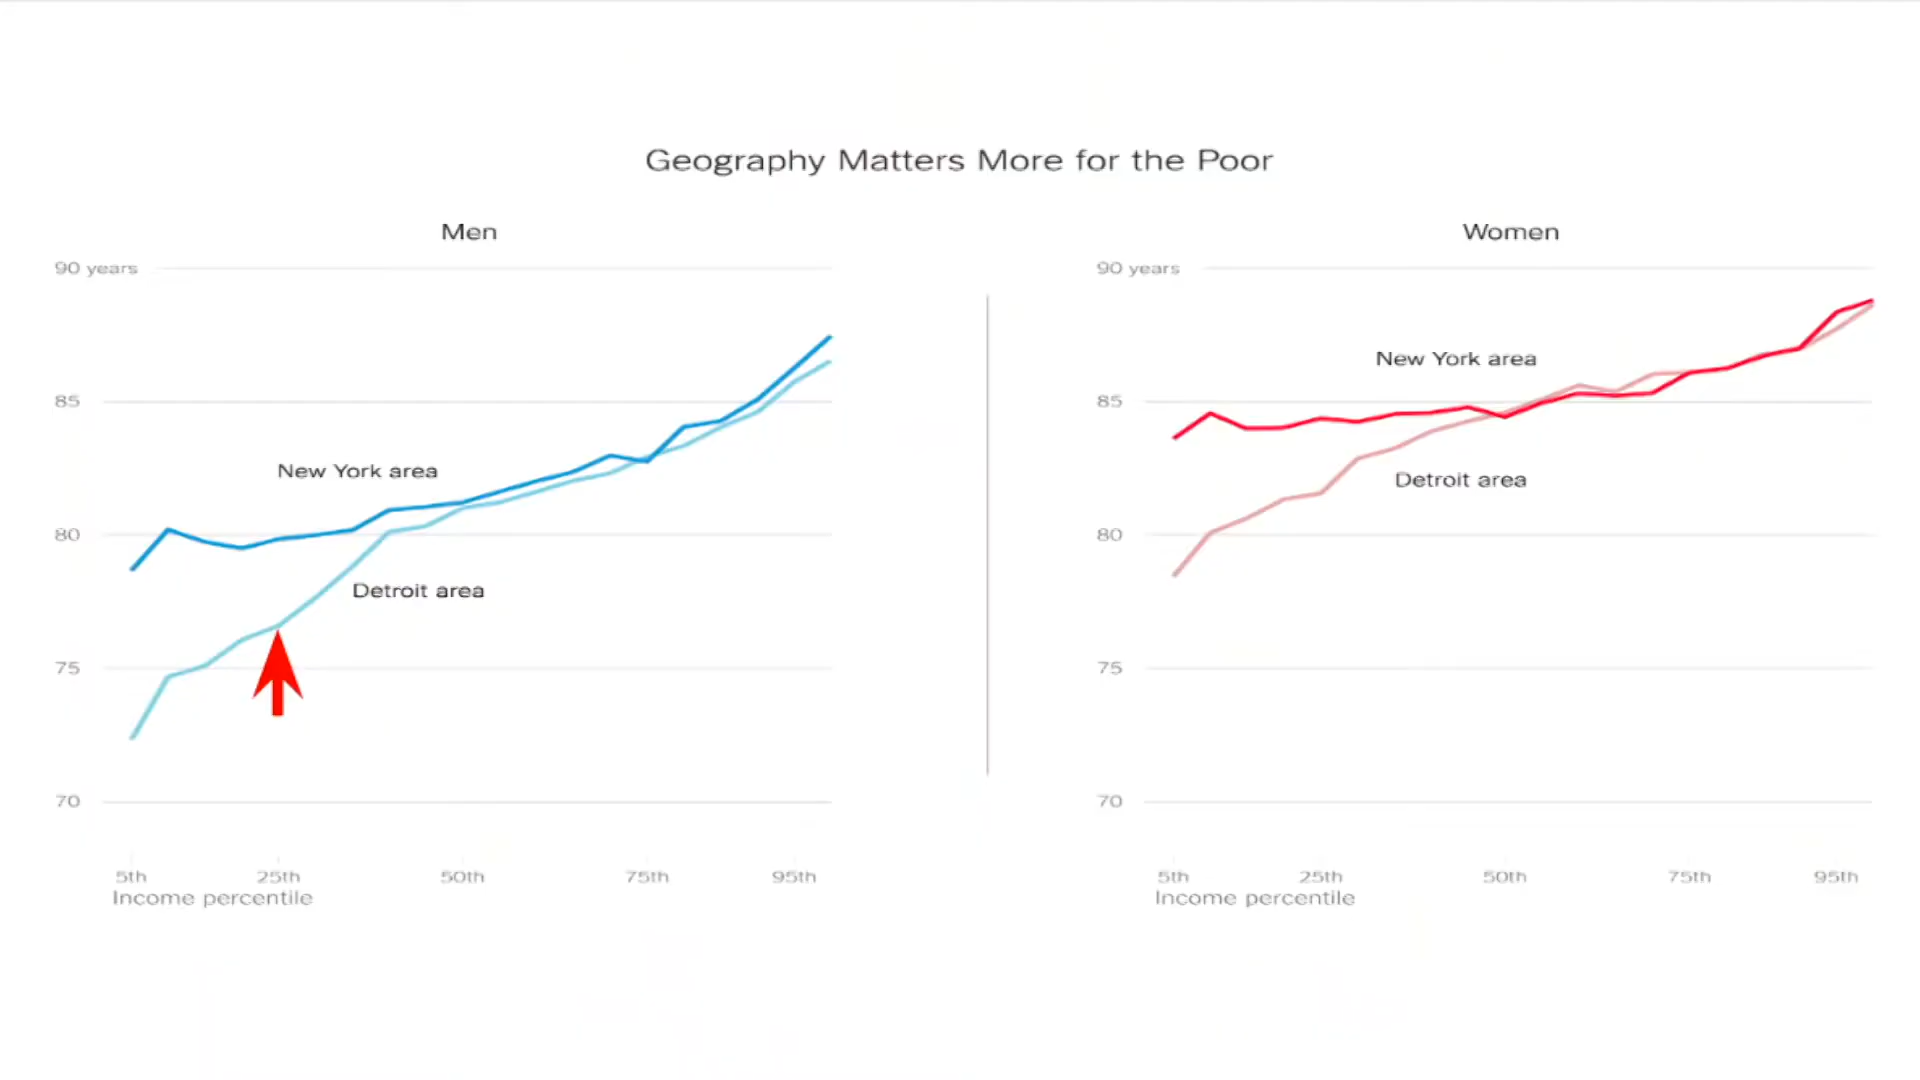 Geography Matters More for the Poor
Men
90 years
85
80
75
70
New York area
Detroit area
5th 25th 50th 75th 95th
Income percentile
Women
90 years
85
80
75
70
New York area
Detroit area
5th 25th 50th 75th 95th
Income percentile